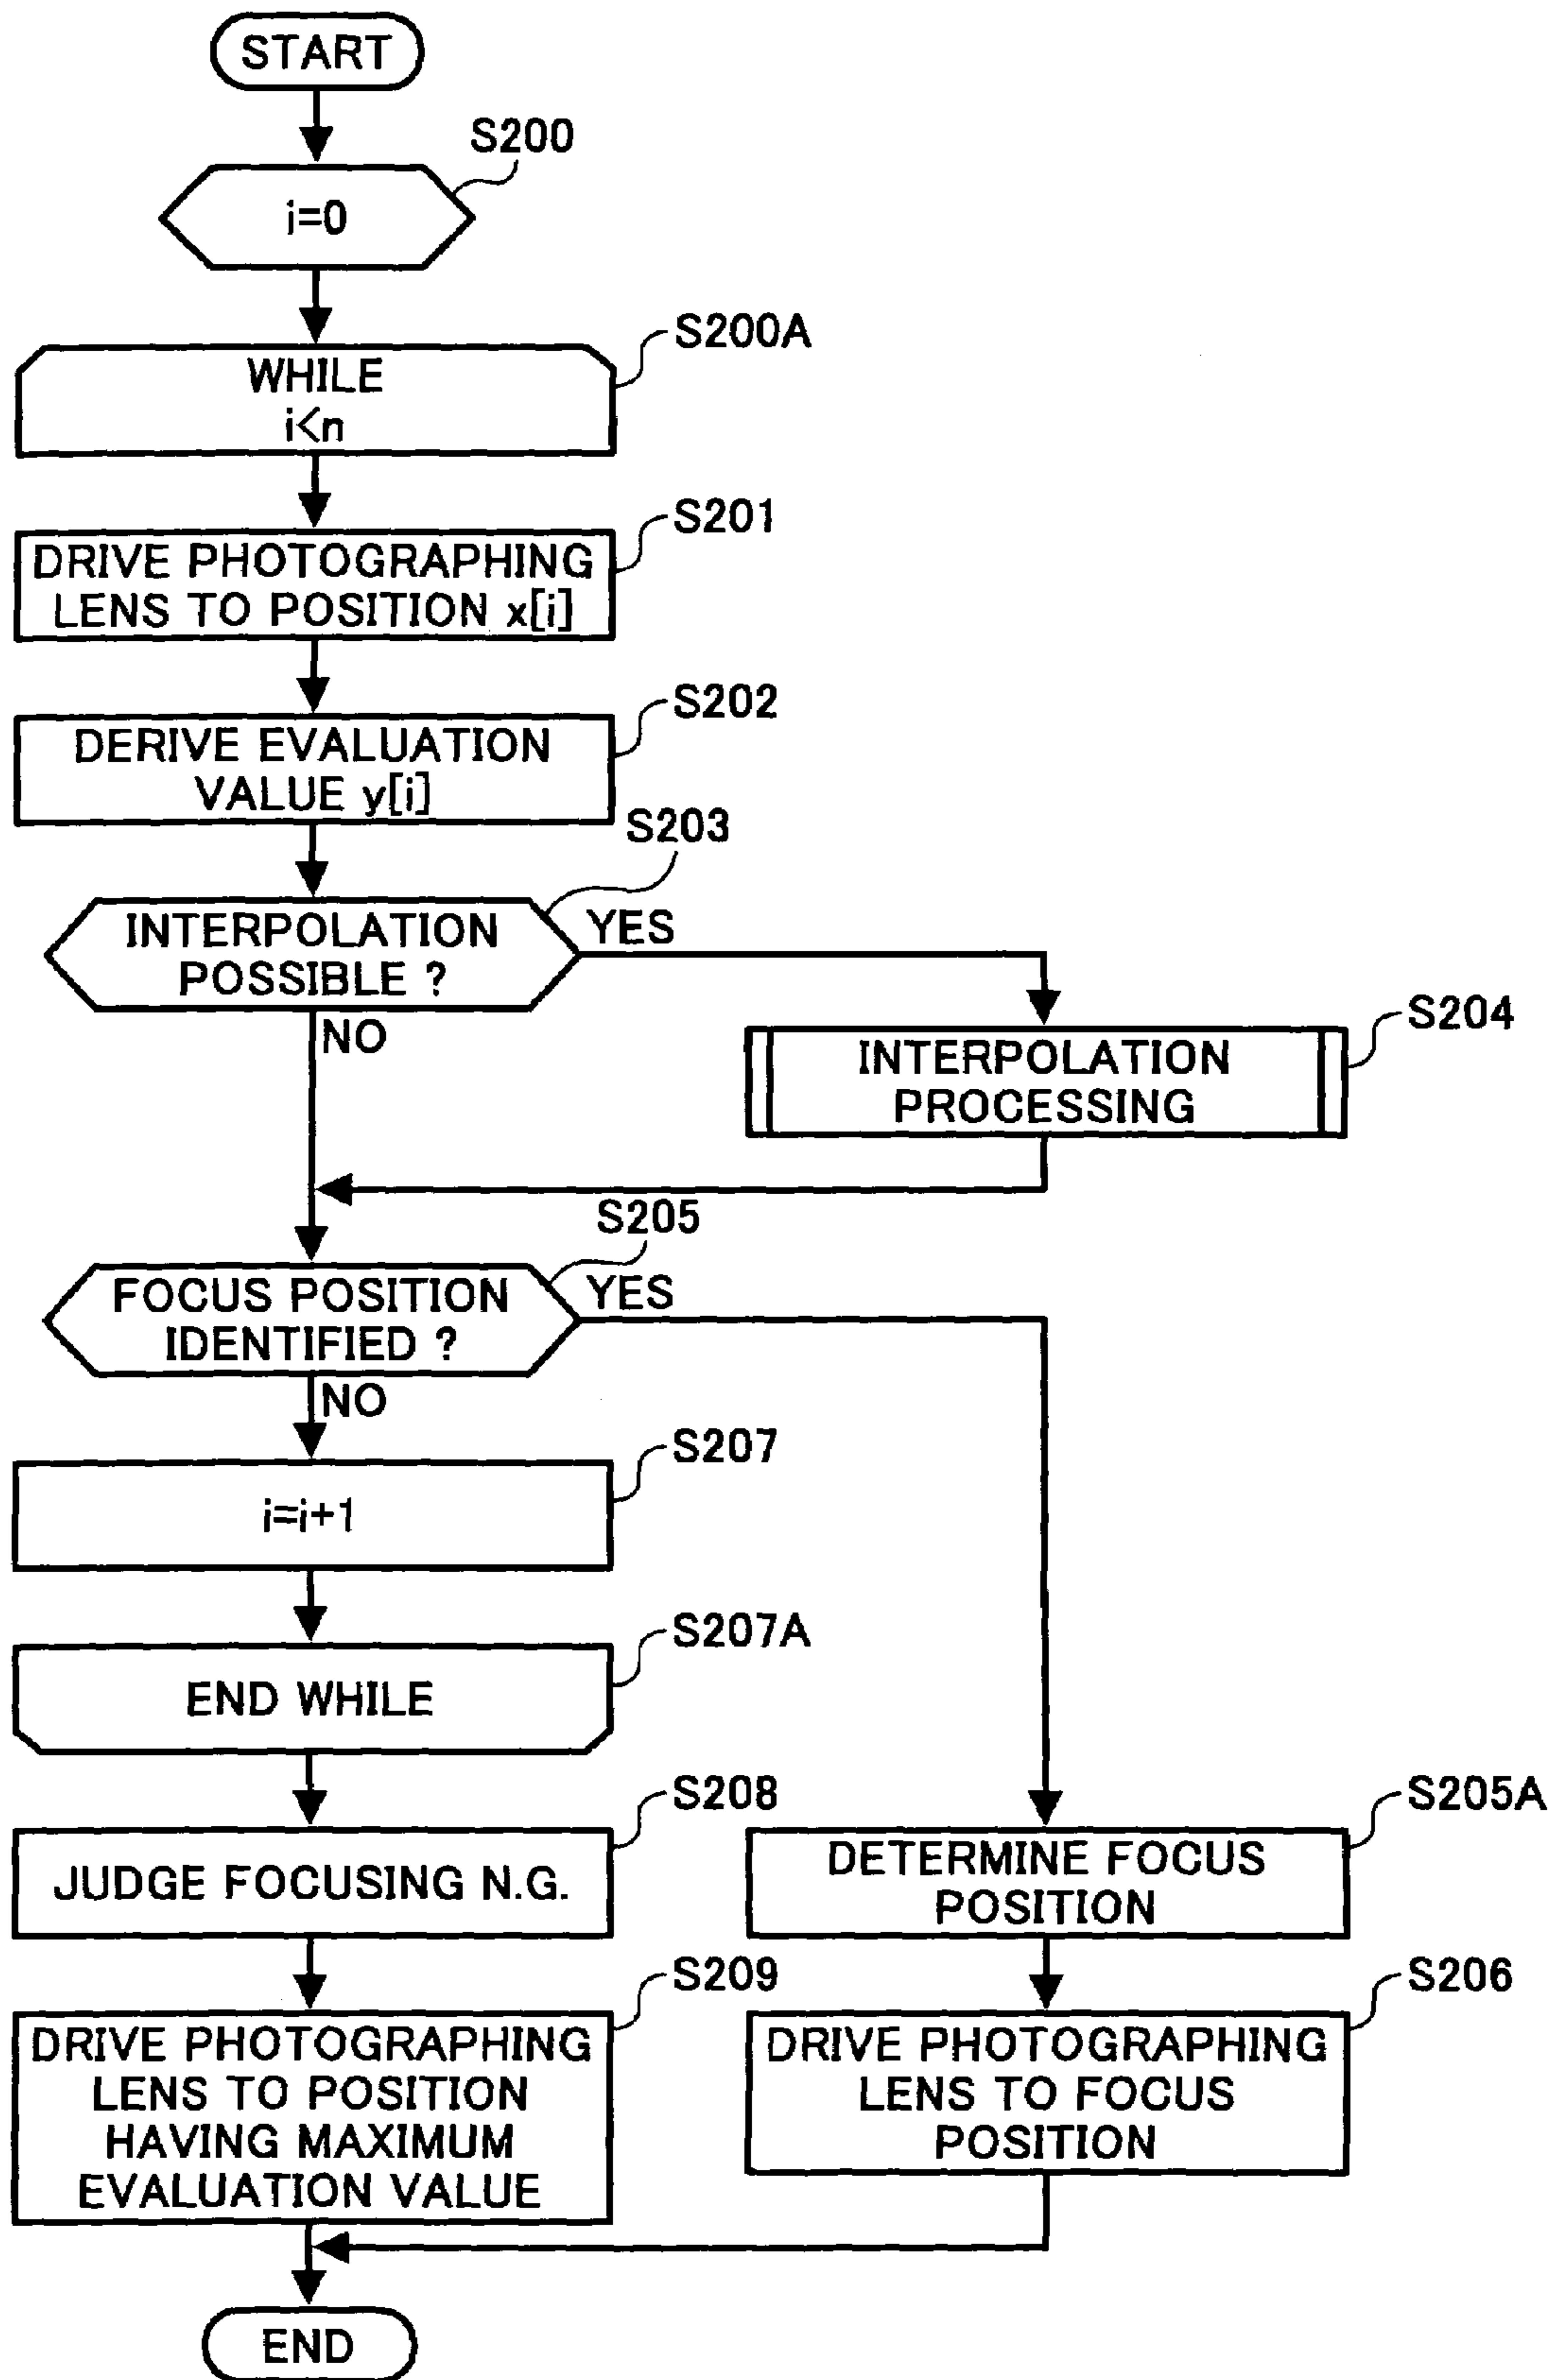 START
S200
i=0
S200A
WHILE
i<n
S201
DRIVE PHOTOGRAPHING
LENS TO POSITION x[i]
S202
DERIVE EVALUATION
VALUE y[i]
S203
INTERPOLATION
POSSIBLE ?
YES
NO
S204
INTERPOLATION
PROCESSING
S205
FOCUS POSITION
IDENTIFIED ?
YES
NO
S207
i=i+1
S207A
END WHILE
S208
JUDGE FOCUSING N.G.
S205A
DETERMINE FOCUS
POSITION
S209
DRIVE PHOTOGRAPHING
LENS TO POSITION
HAVING MAXIMUM
EVALUATION VALUE
S206
DRIVE PHOTOGRAPHING
LENS TO FOCUS
POSITION
END